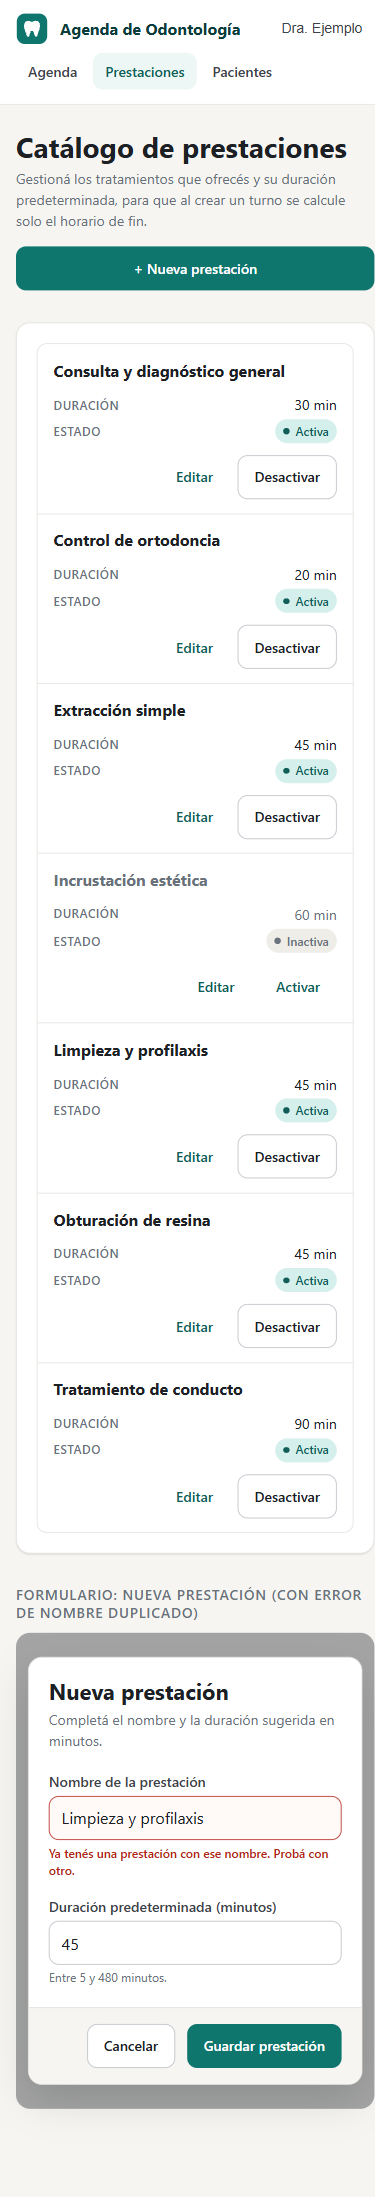 Agenda de Odontología
Dra. Ejemplo
Agenda
Prestaciones
Pacientes
Catálogo de prestaciones
Gestioná los tratamientos que ofrecés y su duración
predeterminada, para que al crear un turno se calcule
solo el horario de fin.
+ Nueva prestación
Consulta y diagnóstico general
DURACIÓN 30 min
ESTADO Activa
Editar Desactivar
Control de ortodoncia
DURACIÓN 20 min
ESTADO Activa
Editar Desactivar
Extracción simple
DURACIÓN 45 min
ESTADO Activa
Editar Desactivar
Incrustación estética
DURACIÓN 60 min
ESTADO Inactiva
Editar Activar
Limpieza y profilaxis
DURACIÓN 45 min
ESTADO Activa
Editar Desactivar
Obturación de resina
DURACIÓN 45 min
ESTADO Activa
Editar Desactivar
Tratamiento de conducto
DURACIÓN 90 min
ESTADO Activa
Editar Desactivar
FORMULARIO: NUEVA PRESTACIÓN (CON ERROR
DE NOMBRE DUPLICADO)
Nueva prestación
Completá el nombre y la duración sugerida en
minutos.
Nombre de la prestación
Limpieza y profilaxis
Ya tenés una prestación con ese nombre. Probá con
otro.
Duración predeterminada (minutos)
45
Entre 5 y 480 minutos.
Cancelar Guardar prestación